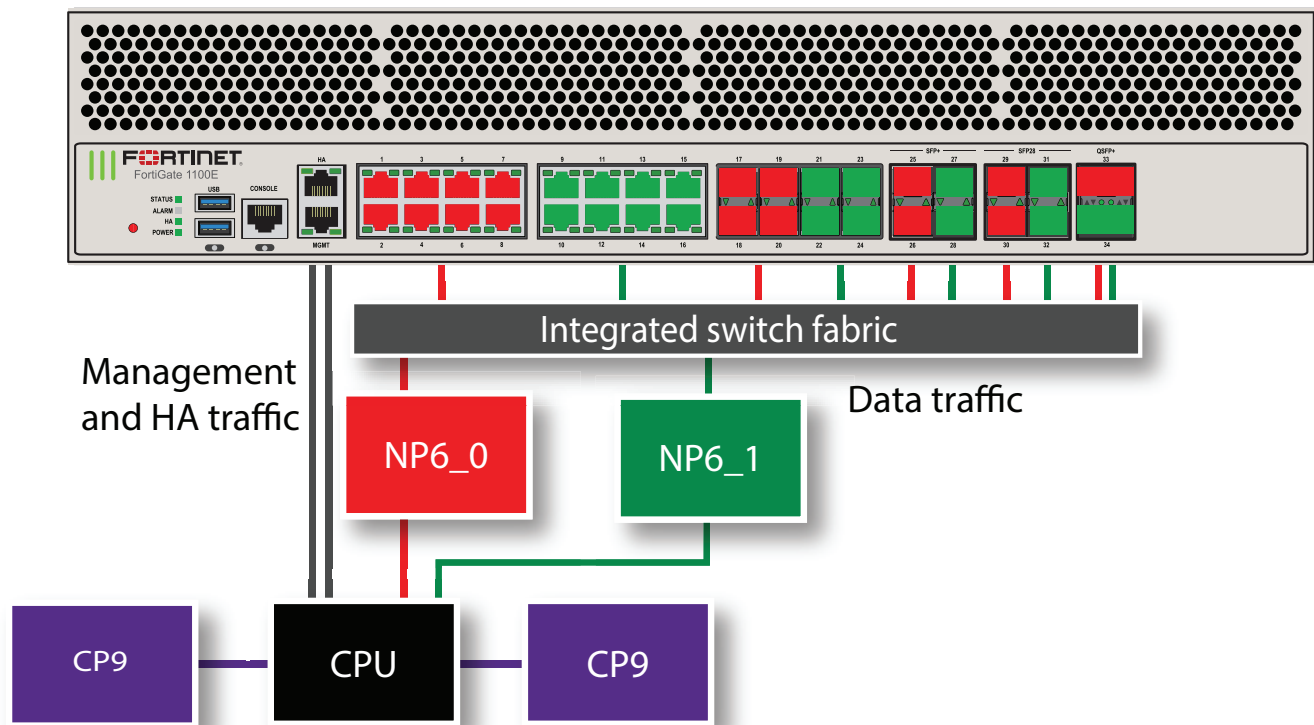 FORTINET
FortiGate 1100E
STATUS
ALARM
HA
POWER
USB
CONSOLE
HA
MGMT
1 3 5 7
2 4 6 8
9 11 13 15
10 12 14 16
17 19 21 23
18 20 22 24
SFP+
25 27
26 28
SFP28
29 31
30 32
QSFP+
33
34
Integrated switch fabric
Management
and HA traffic
Data traffic
NP6_0
NP6_1
CP9
CPU
CP9